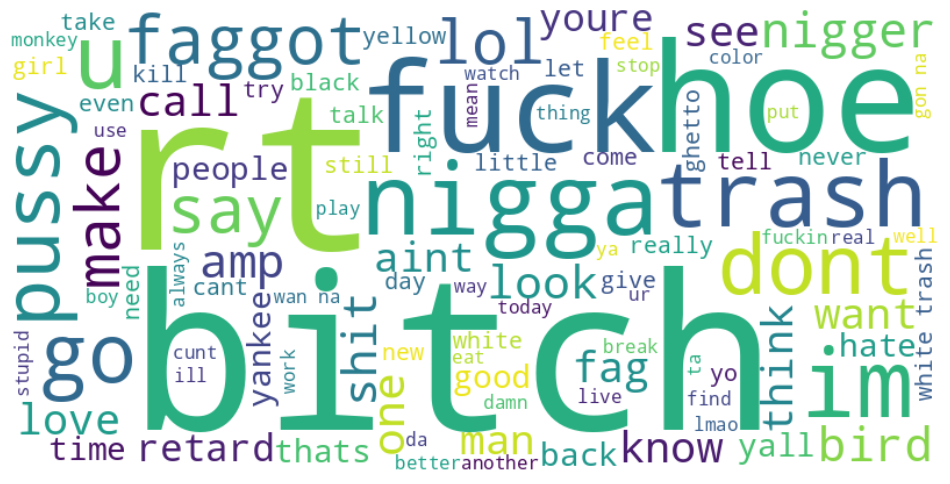 take
monkey
girl
u
faggot
yellow
lol
youre
feel
see
nigger
kill
call
try
black
watch
let
stop
color
even
use
talk
mean
thing
fuck
hoe
put
gon na
pussy
make
rt
people
still
right
little
come
ghetto
tell
never
say
play
nigga
trash
always
amp
aint
ya
really
fuckin
real
well
need
boy
cant
wan na
day
way
look
give
ur
dont
today
want
white trash
go
bitch
stupid
cunt
ill
yankee
work
shit
new
white
eat
good
damn
fag
break
live
ta
yo
find
lmao
think
im
hate
love
one
time
retard
thats
da
man
better
another
back
know
yall
bird